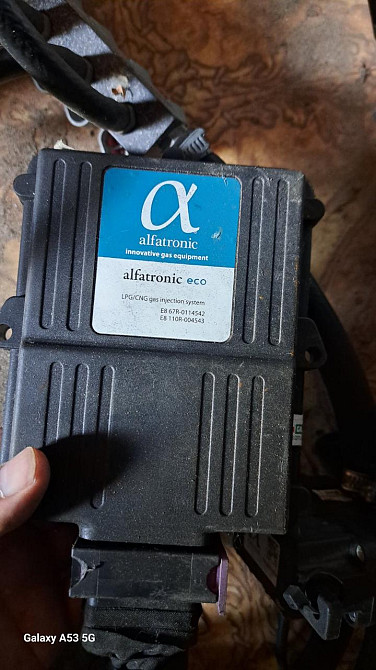 α
alfatronic
innovative gas equipment
alfatronic eco
LPG/CNG gas injection system
E8 67R-0114542
E8 110R-004543
Galaxy A53 5G